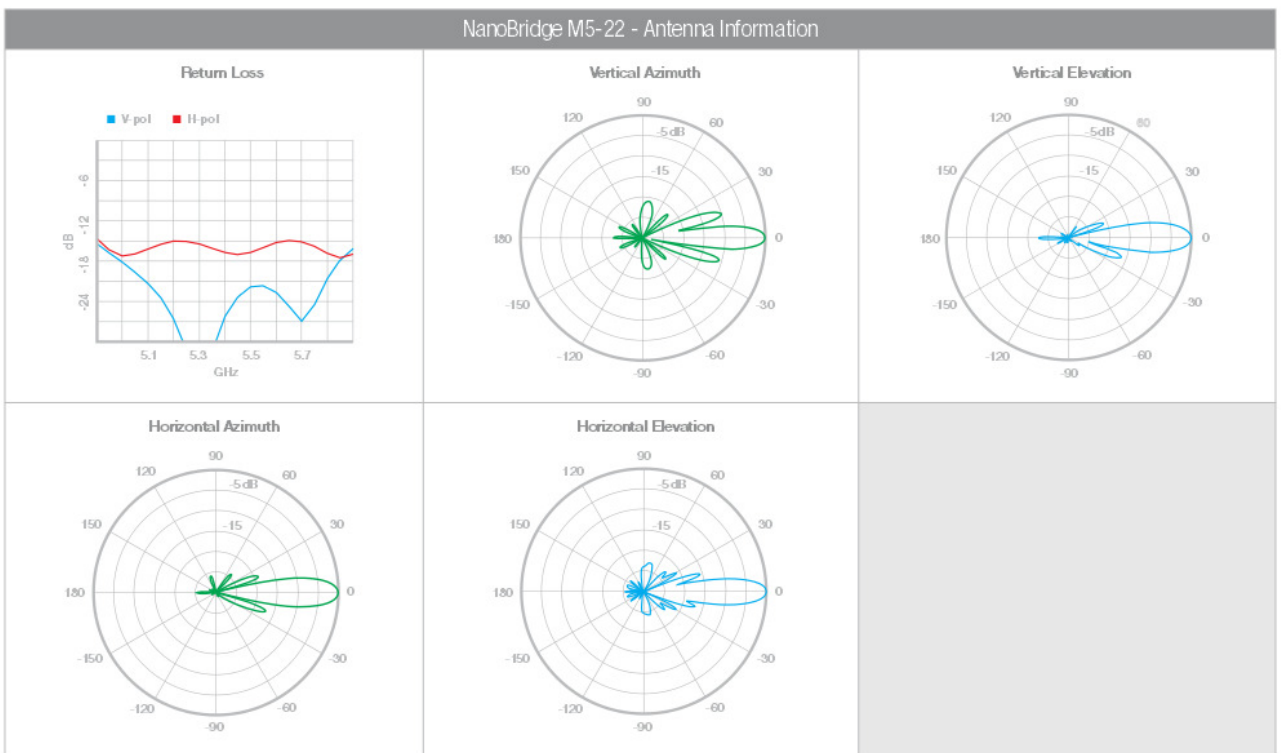 NanoBridge M5-22 - Antenna Information
Return Loss
V-pol H-pol
-6
-12
-18
-24
dB
5.1 5.3 5.5 5.7
GHz
Vertical Azimuth
90
120 60
-5dB
150 -15 30
180 0
-150 -30
-120 -60
-90
Vertical Elevation
90
120 60
-5dB
150 -15 30
180 0
-150 -30
-120 -60
-90
Horizontal Azimuth
90
120 60
-5dB
150 -15 30
180 0
-150 -30
-120 -60
-90
Horizontal Elevation
90
120 60
-5dB
150 -15 30
180 0
-150 -30
-120 -60
-90